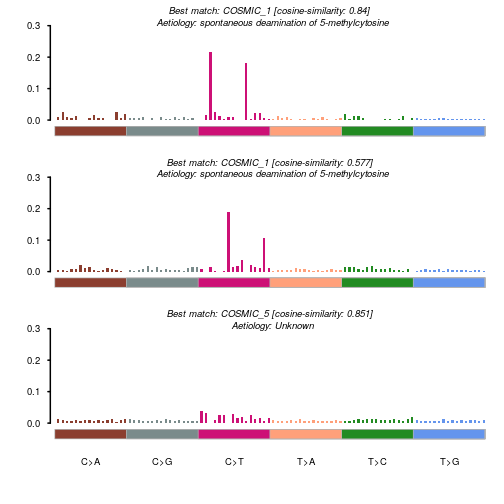 Best match: COSMIC_1 [cosine-similarity: 0.84]
Aetiology: spontaneous deamination of 5-methylcytosine
0.3
0.2
0.1
0.0
Best match: COSMIC_1 [cosine-similarity: 0.577]
Aetiology: spontaneous deamination of 5-methylcytosine
0.3
0.2
0.1
0.0
Best match: COSMIC_5 [cosine-similarity: 0.851]
Aetiology: Unknown
0.3
0.2
0.1
0.0
C>A C>G C>T T>A T>C T>G